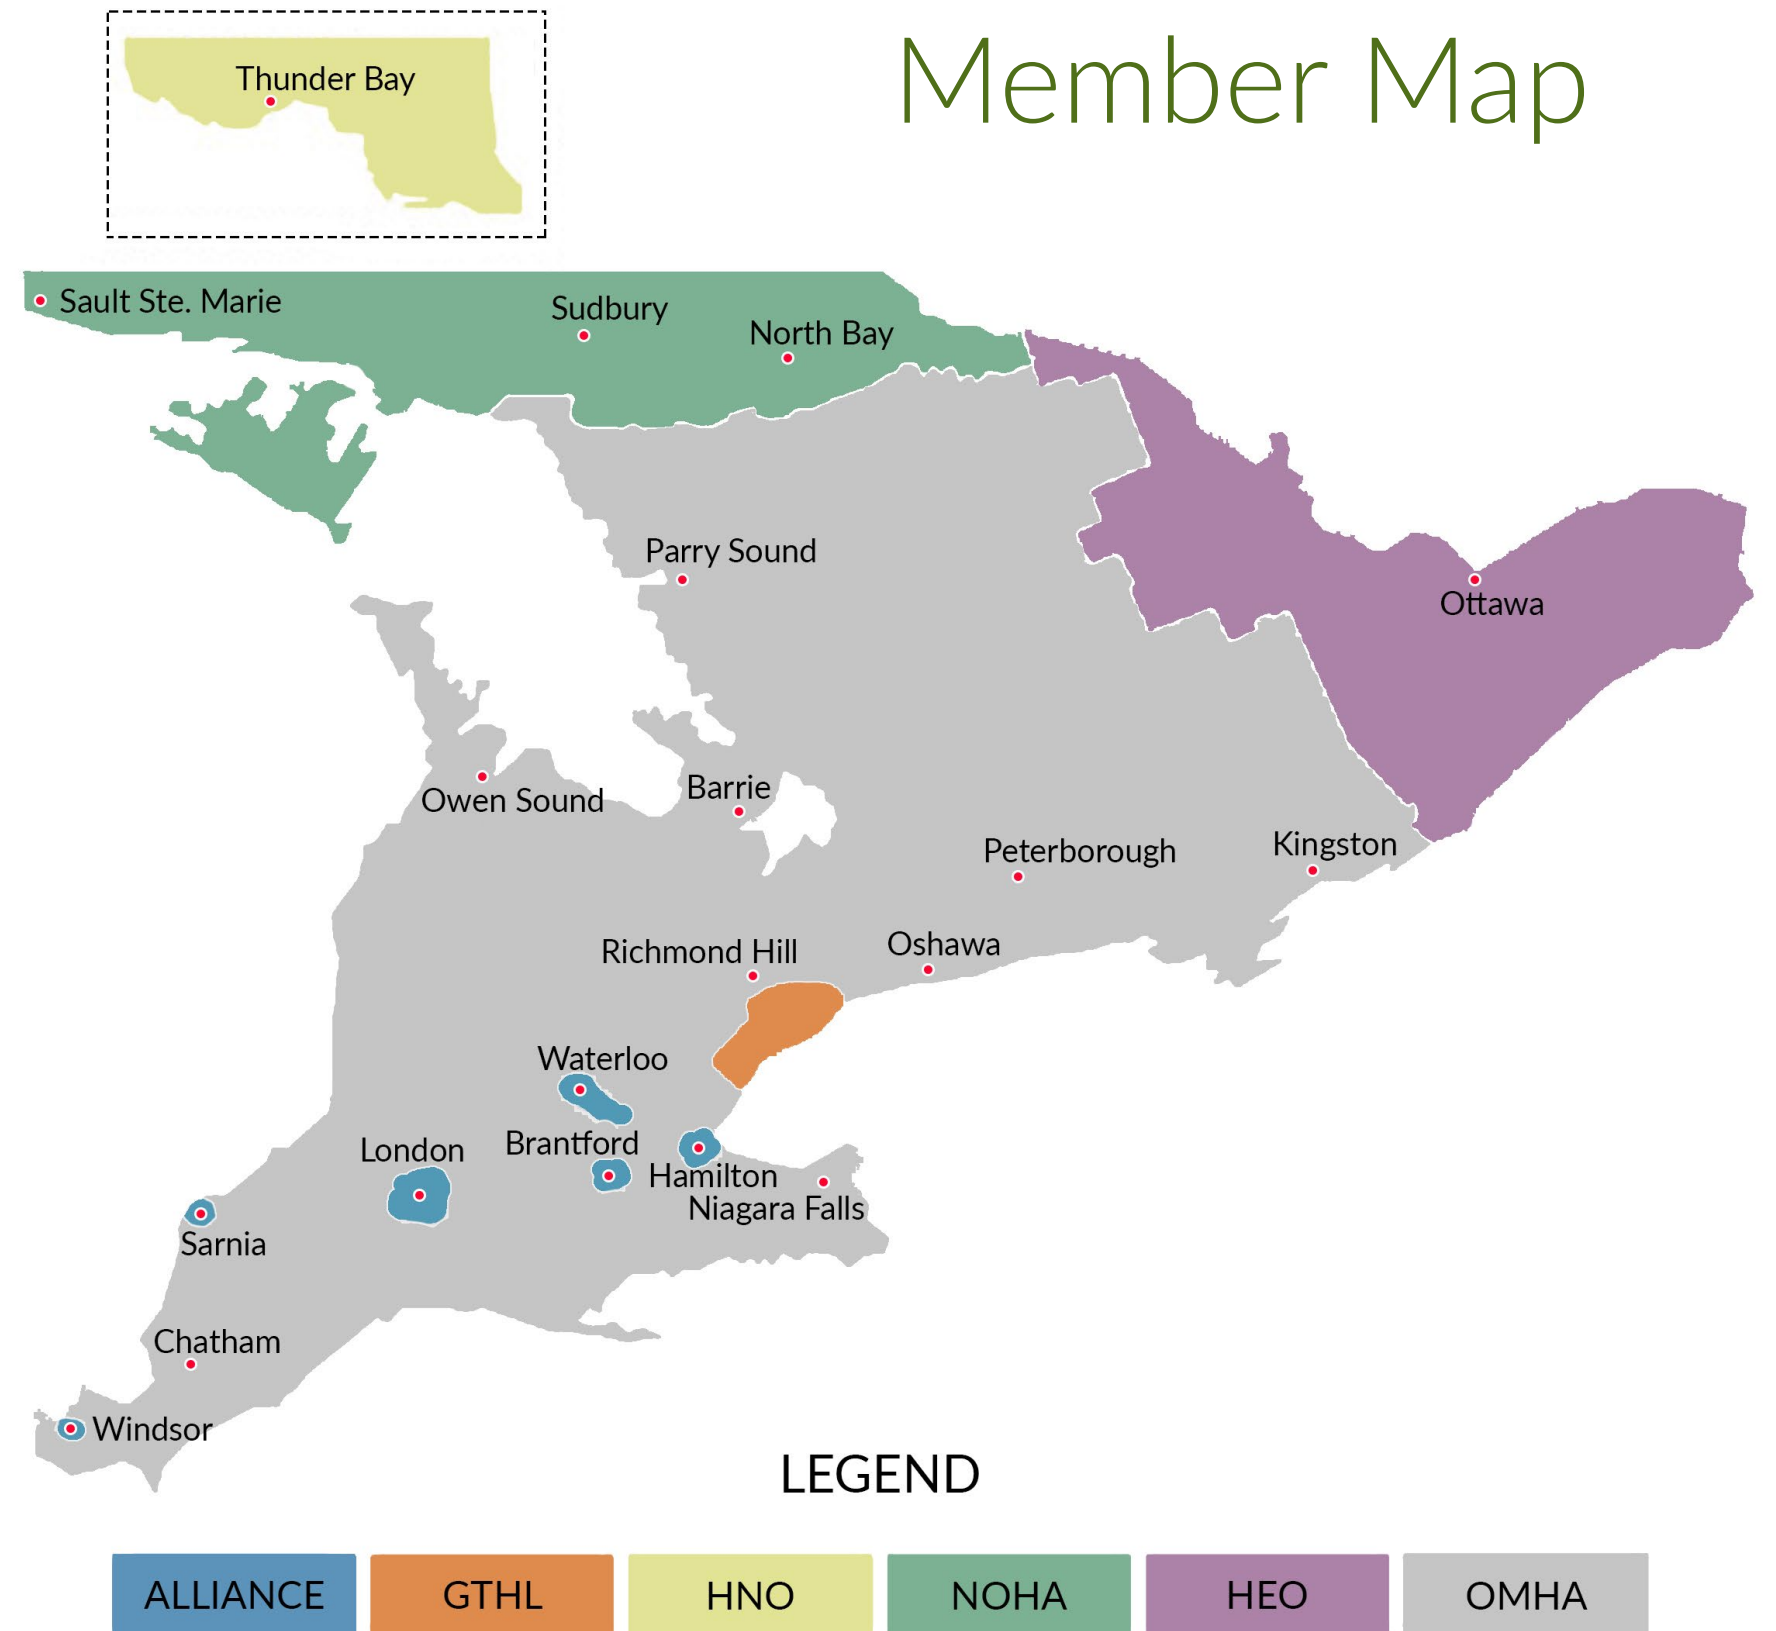 Member Map
Thunder Bay
Sault Ste. Marie
Sudbury
North Bay
Parry Sound
Ottawa
Owen Sound
Barrie
Peterborough
Kingston
Richmond Hill
Oshawa
Waterloo
London
Brantford
Hamilton
Niagara Falls
Sarnia
Chatham
Windsor
LEGEND
ALLIANCE
GTHL
HNO
NOHA
HEO
OMHA